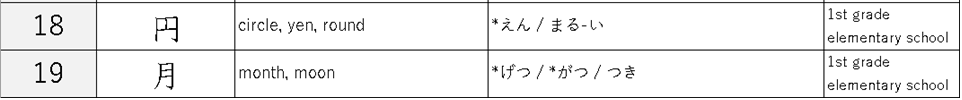 18 円 circle, yen, round *えん / まる-い 1st grade elementary school
19 月 month, moon *げつ / *がつ / つき 1st grade elementary school